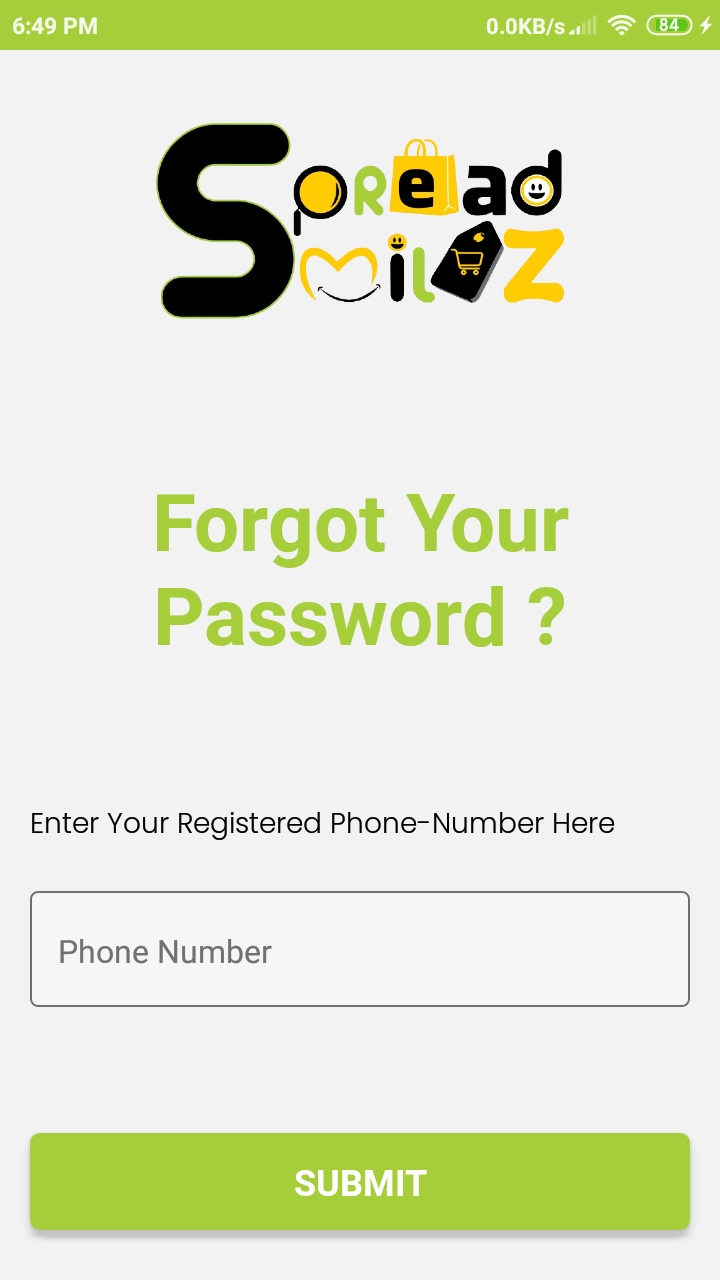 6:49 PM 0.0KB/s 84
Spread
Smilz
Forgot Your
Password ?
Enter Your Registered Phone-Number Here
Phone Number
SUBMIT